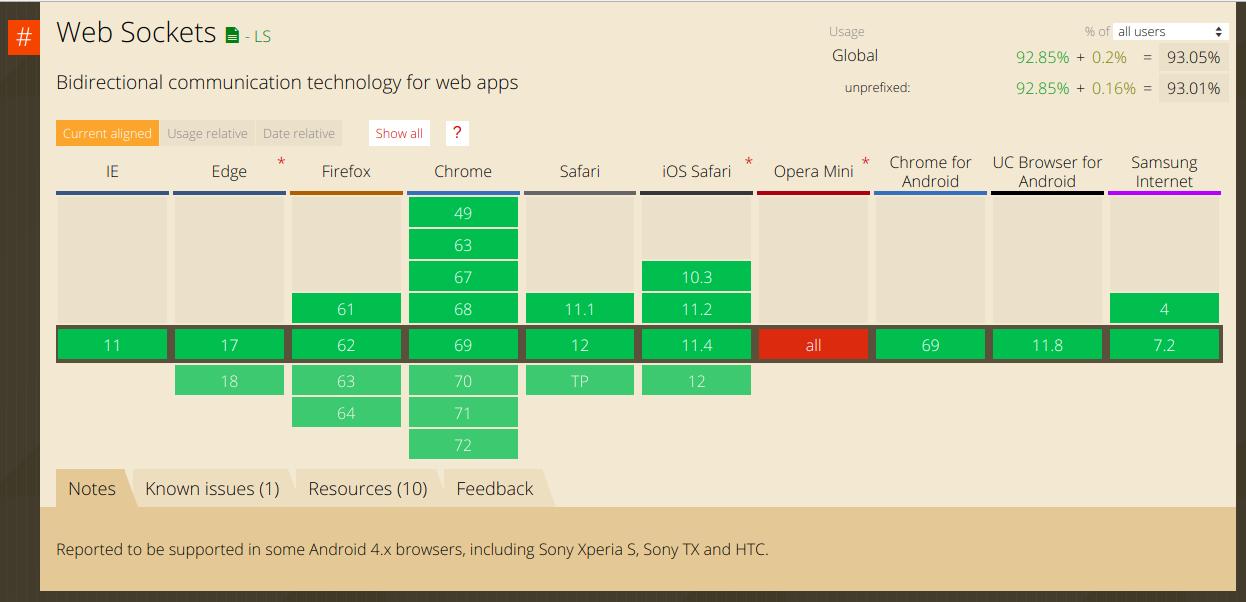 #
Web Sockets - LS
Usage % of all users
Global 92.85% + 0.2% = 93.05%
Bidirectional communication technology for web apps
unprefixed: 92.85% + 0.16% = 93.01%
Current aligned Usage relative Date relative Show all ?
IE Edge * Firefox Chrome Safari iOS Safari * Opera Mini * Chrome for Android UC Browser for Android Samsung Internet
49
63
67 10.3
61 68 11.1 11.2 4
11 17 62 69 12 11.4 all 69 11.8 7.2
18 63 70 TP 12
64 71
72
Notes Known issues (1) Resources (10) Feedback
Reported to be supported in some Android 4.x browsers, including Sony Xperia S, Sony TX and HTC.